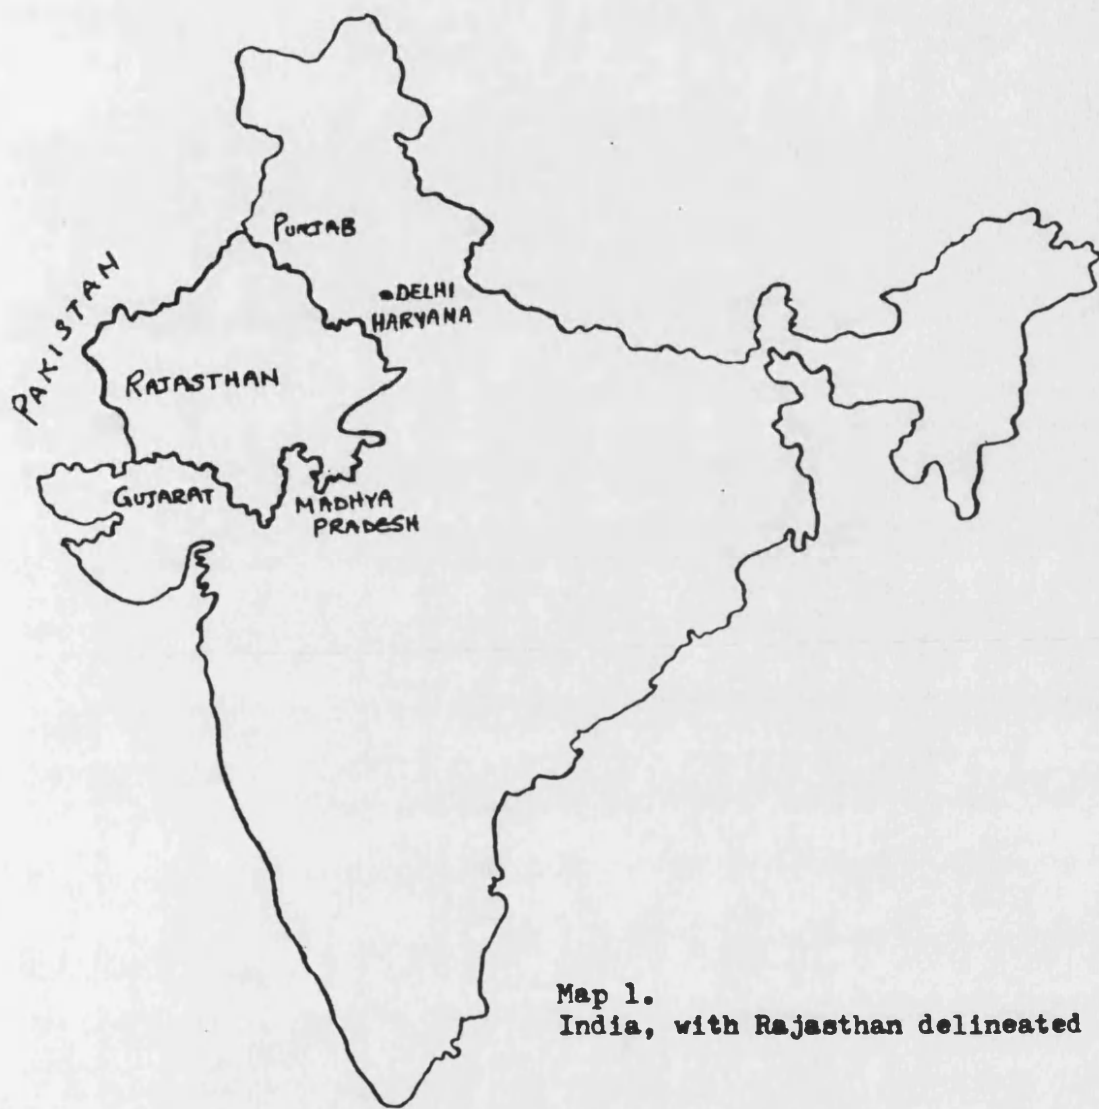 PUNJAB
PAKISTAN
DELHI
HARYANA
RAJASTHAN
GUJARAT
MADHYA
PRADESH
Map 1.
India, with Rajasthan delineated